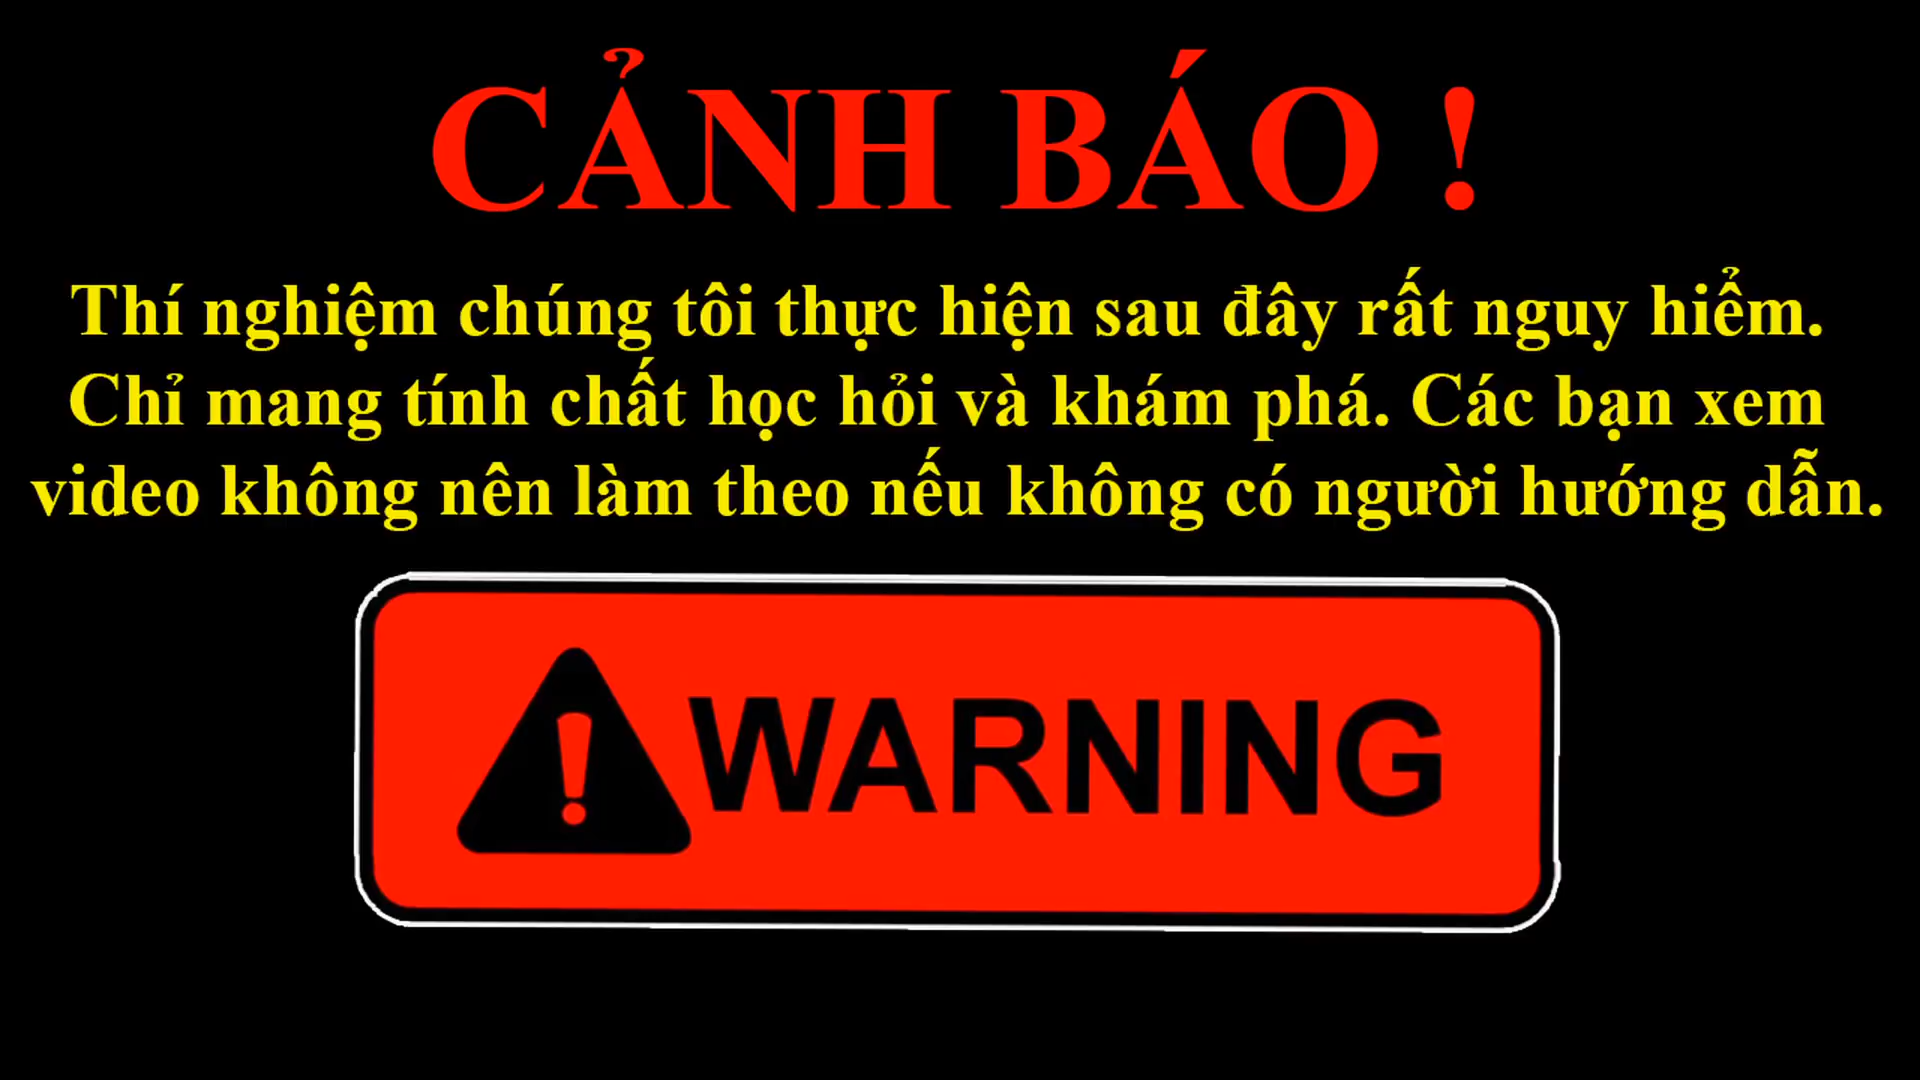 CẢNH BÁO !
Thí nghiệm chúng tôi thực hiện sau đây rất nguy hiểm.
Chỉ mang tính chất học hỏi và khám phá. Các bạn xem
video không nên làm theo nếu không có người hướng dẫn.
WARNING